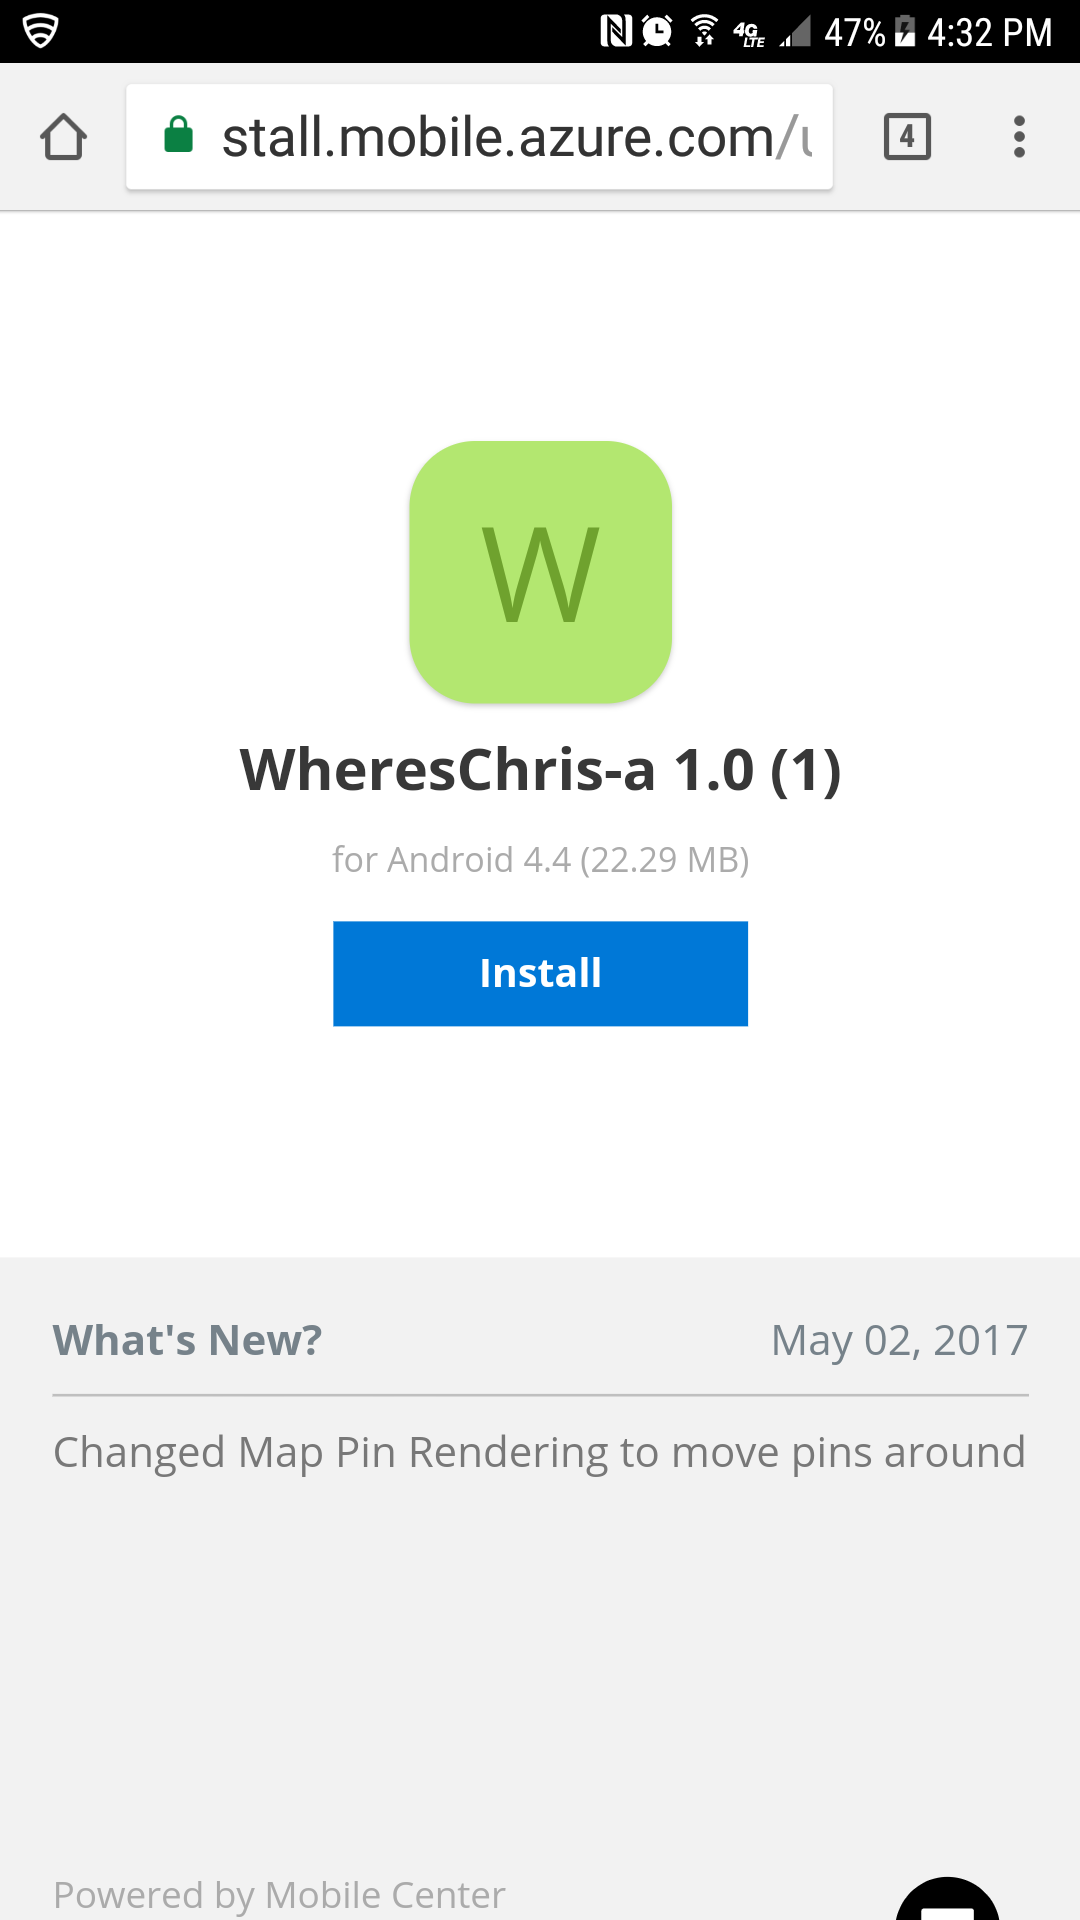 4G LTE 47% 4:32 PM
stall.mobile.azure.com/
4
W
WheresChris-a 1.0 (1)
for Android 4.4 (22.29 MB)
Install
What's New? May 02, 2017
Changed Map Pin Rendering to move pins around
Powered by Mobile Center